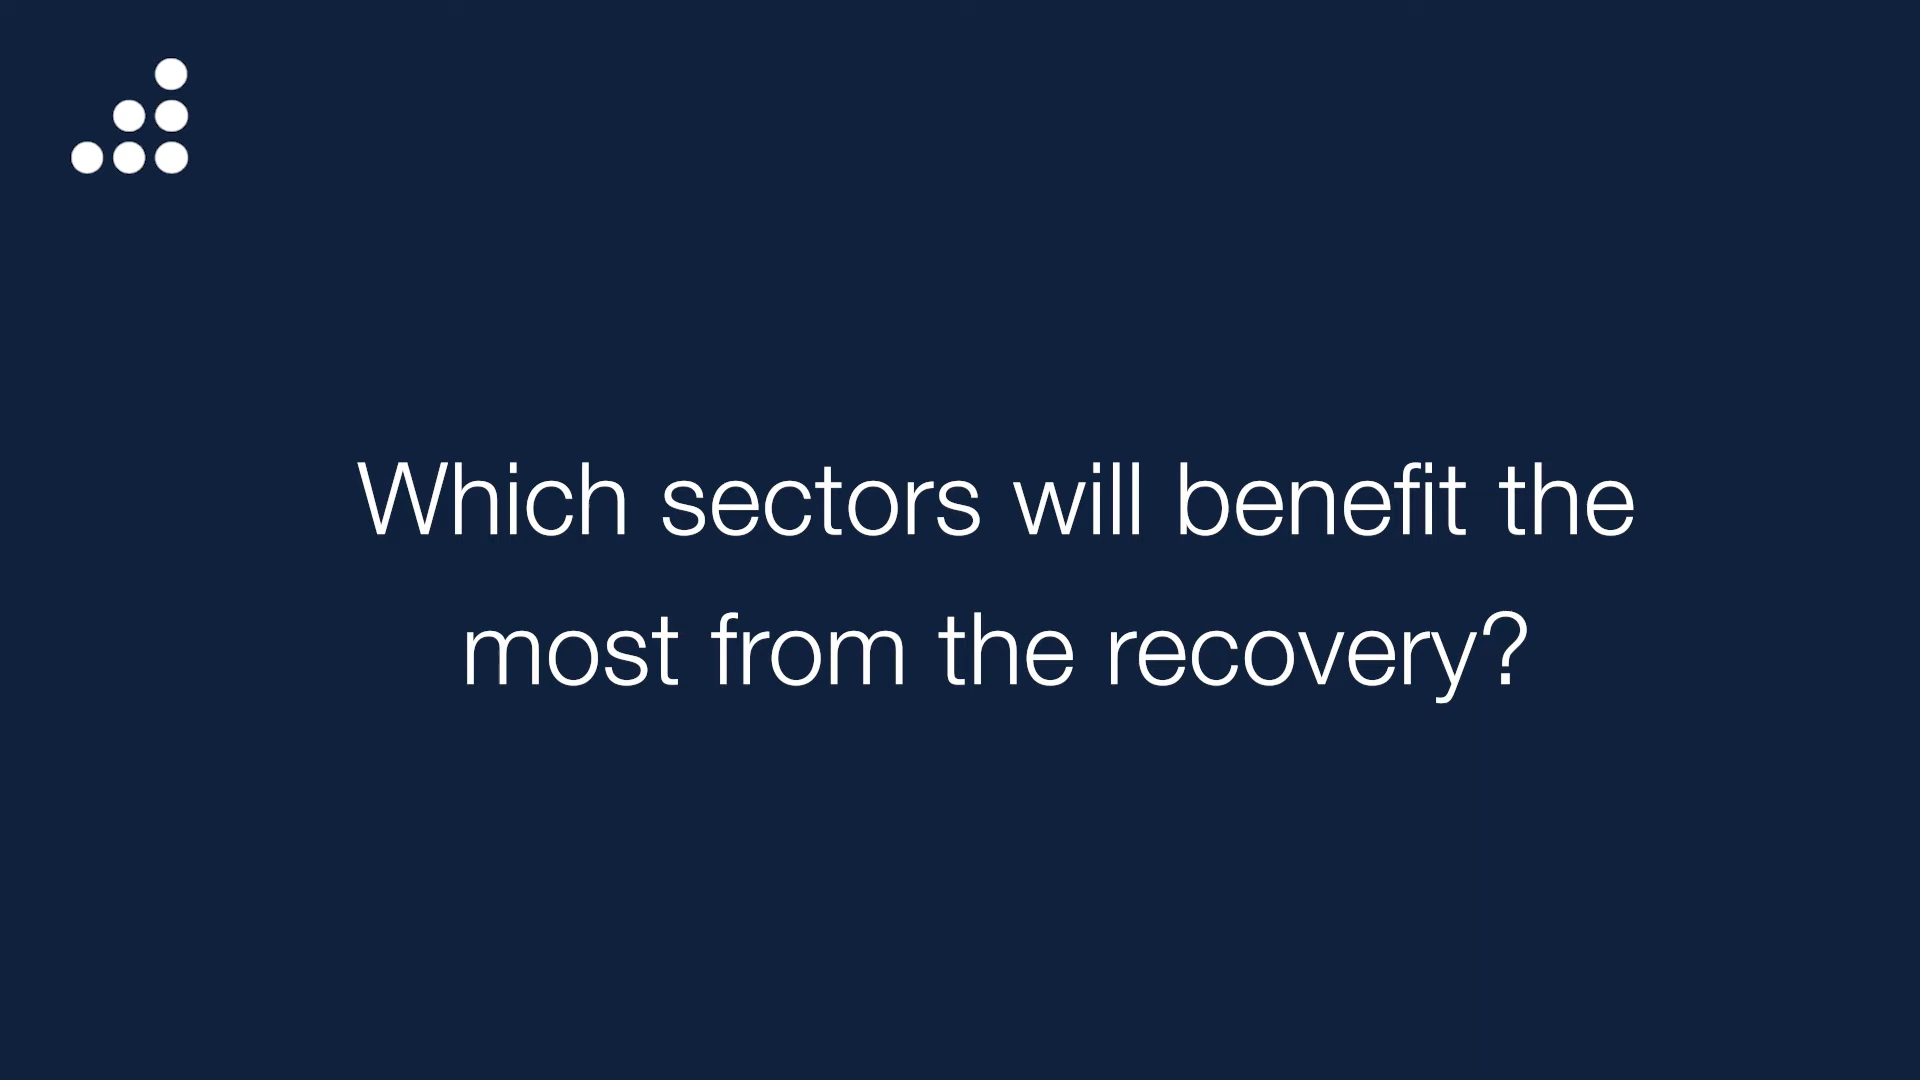 Which sectors will benefit the
most from the recovery?